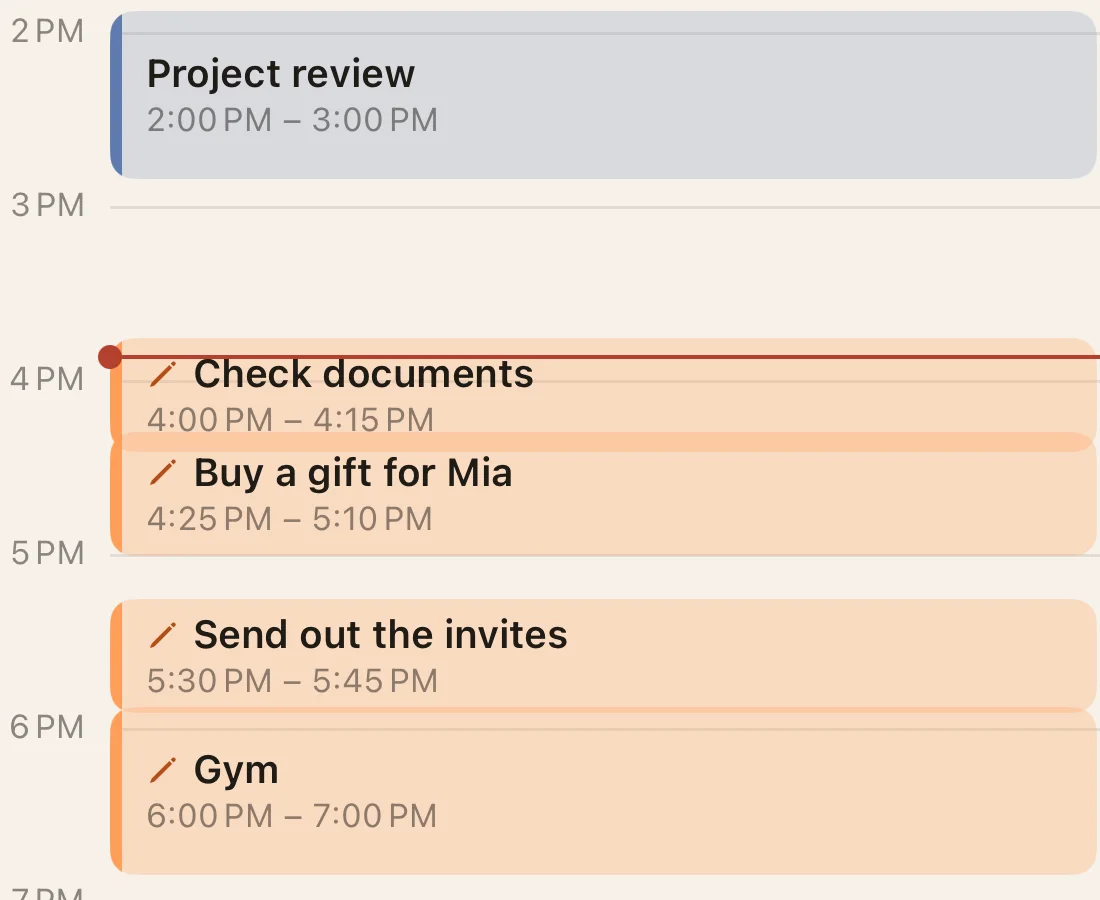 2 PM
Project review
2:00 PM – 3:00 PM
3 PM
Check documents
4 PM
4:00 PM – 4:15 PM
Buy a gift for Mia
4:25 PM – 5:10 PM
5 PM
Send out the invites
5:30 PM – 5:45 PM
6 PM
Gym
6:00 PM – 7:00 PM
7 PM